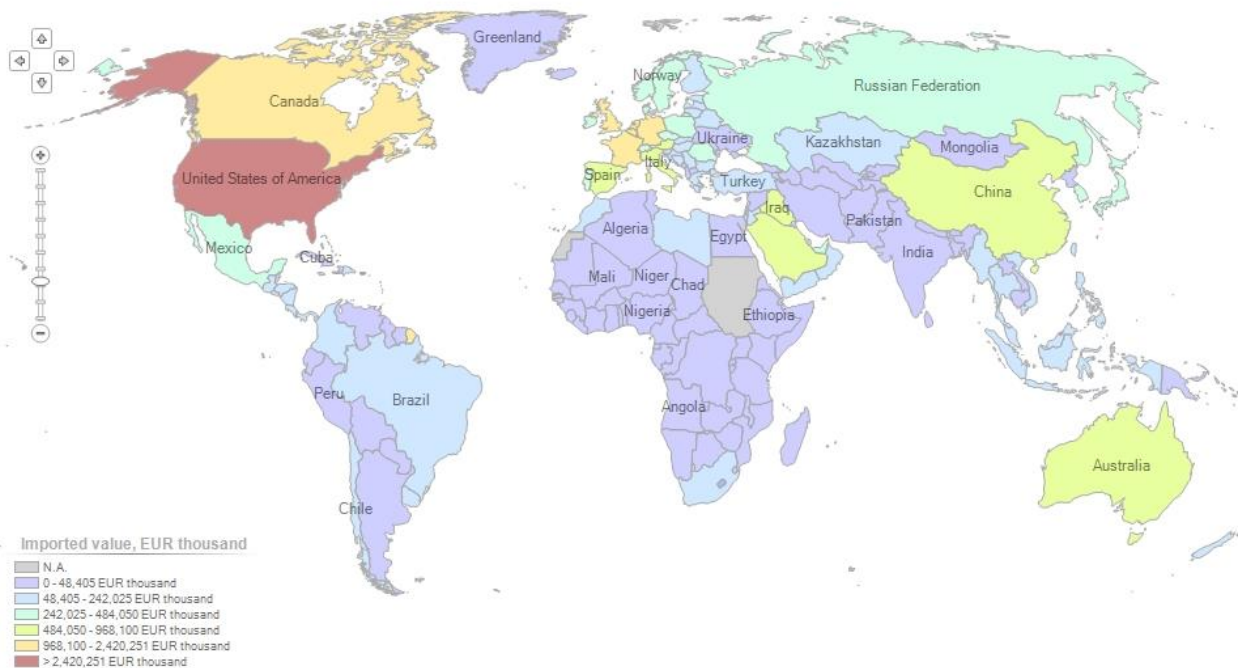 Greenland
Norway
Russian Federation
Canada
Ukraine
Kazakhstan
Mongolia
Italy
Spain
Turkey
United States of America
China
Iraq
Algeria
Egypt
Pakistan
Mexico
Cuba
India
Mali
Niger
Chad
Nigeria
Ethiopia
Peru
Brazil
Angola
Australia
Chile
Imported value, EUR thousand
N.A.
0 - 48,405 EUR thousand
48,405 - 242,025 EUR thousand
242,025 - 484,050 EUR thousand
484,050 - 968,100 EUR thousand
968,100 - 2,420,251 EUR thousand
> 2,420,251 EUR thousand